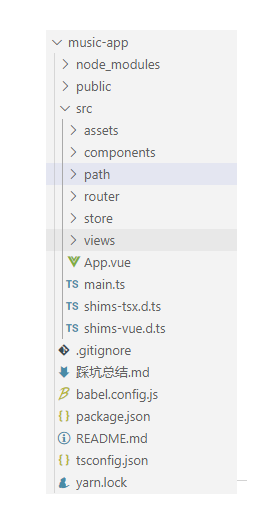 music-app
node_modules
public
src
assets
components
path
router
store
views
App.vue
TS main.ts
TS shims-tsx.d.ts
TS shims-vue.d.ts
.gitignore
踩坑总结.md
babel.config.js
{} package.json
README.md
{} tsconfig.json
yarn.lock